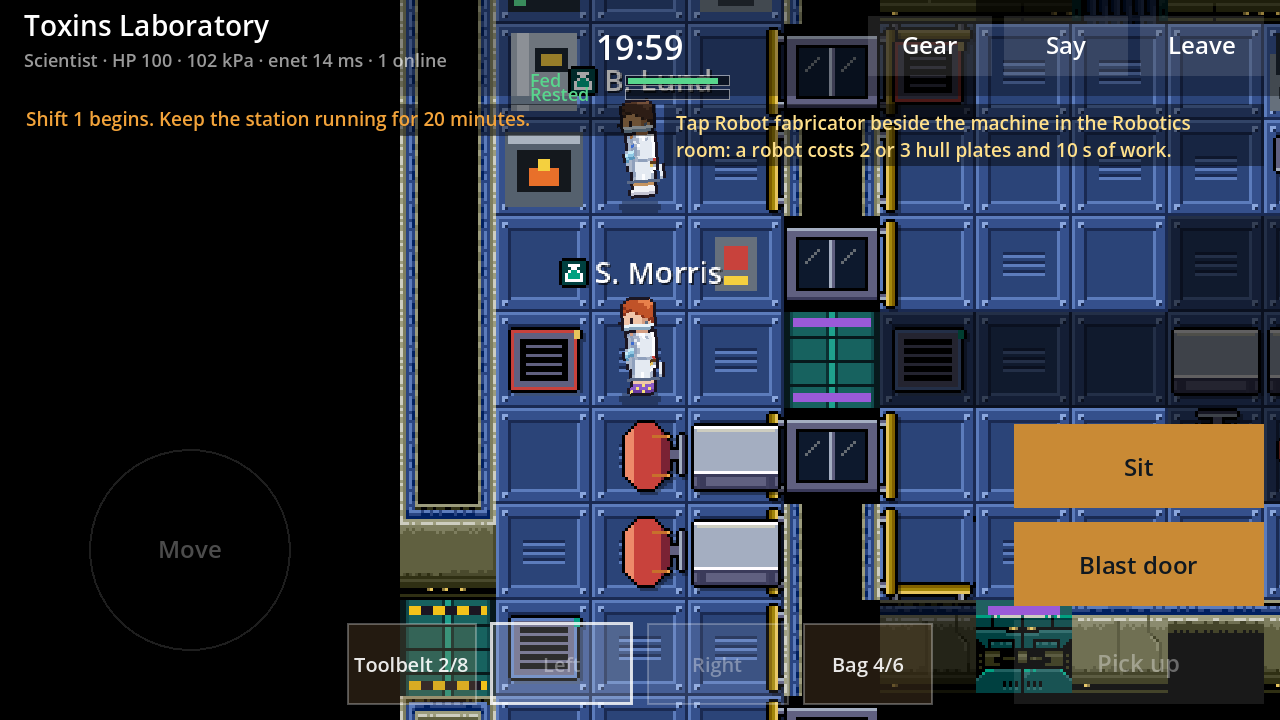 Toxins Laboratory
Scientist · HP 100 · 102 kPa · enet 14 ms · 1 online
Shift 1 begins. Keep the station running for 20 minutes.
19:59
Fed
Rested
B. Lund
Gear
Say
Leave
Tap Robot fabricator beside the machine in the Robotics
room: a robot costs 2 or 3 hull plates and 10 s of work.
S. Morris
Move
Sit
Blast door
Pick up
Toolbelt 2/8
Left
Right
Bag 4/6